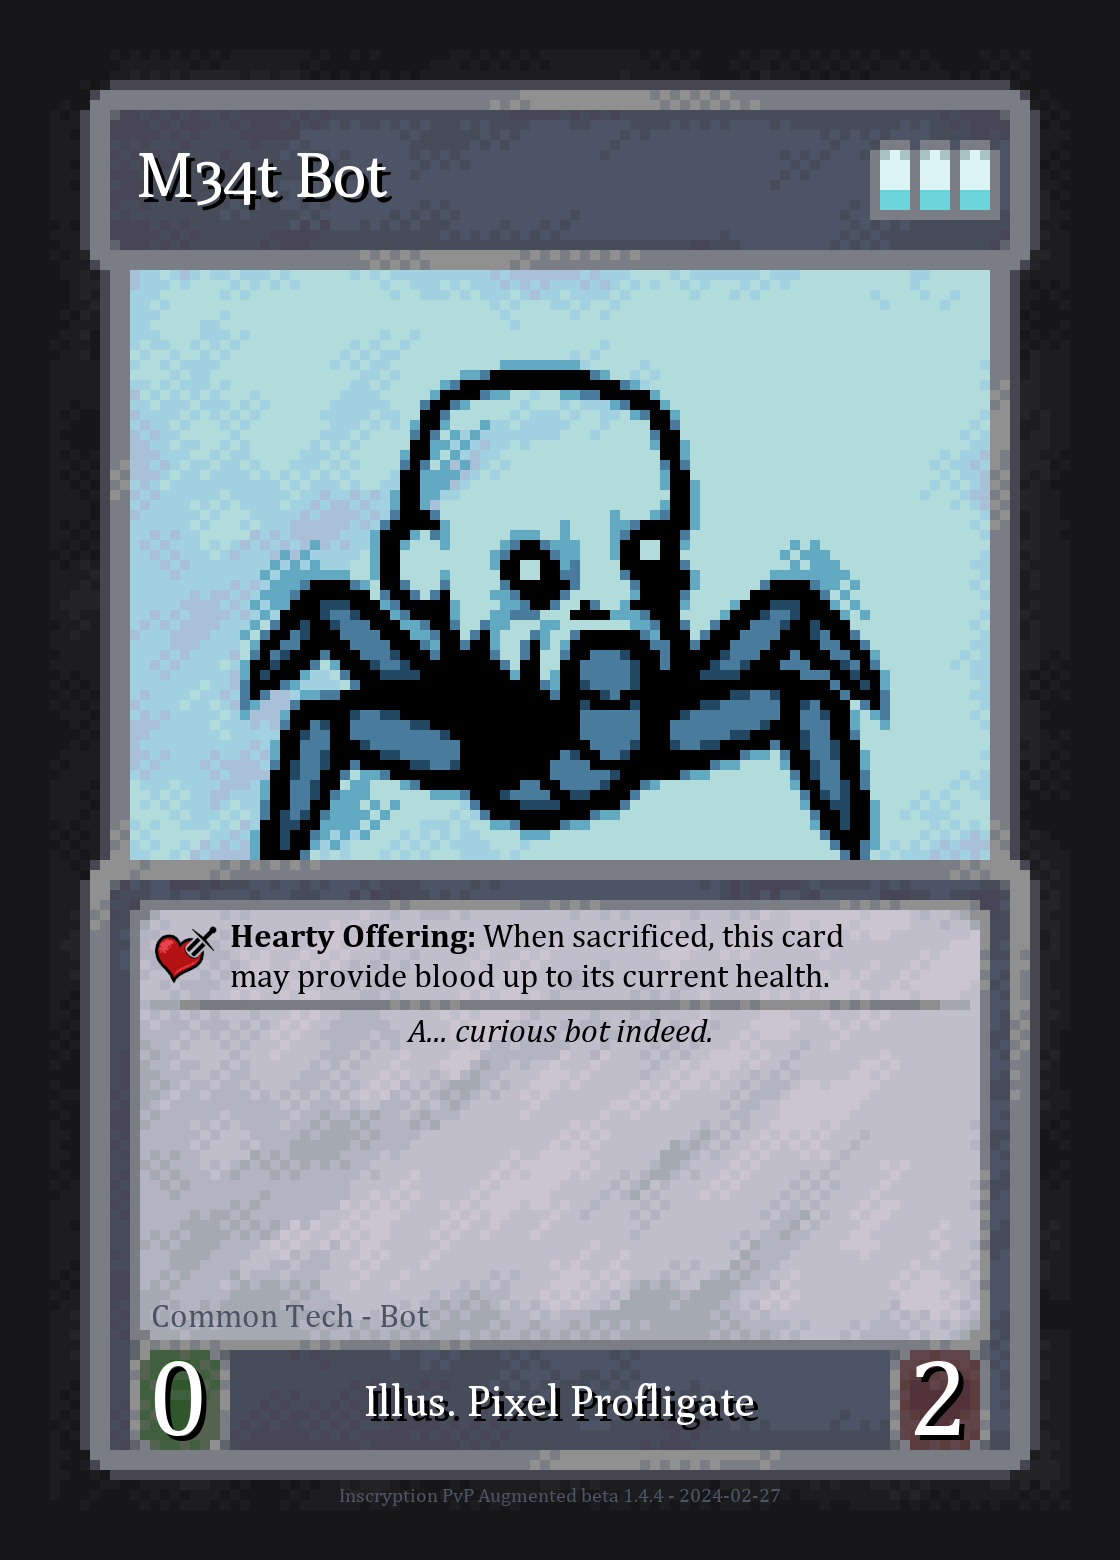 M34t Bot
Hearty Offering: When sacrificed, this card
may provide blood up to its current health.
A... curious bot indeed.
Common Tech - Bot
0
Illus. Pixel Profligate
2
Inscryption PvP Augmented beta 1.4.4 - 2024-02-27